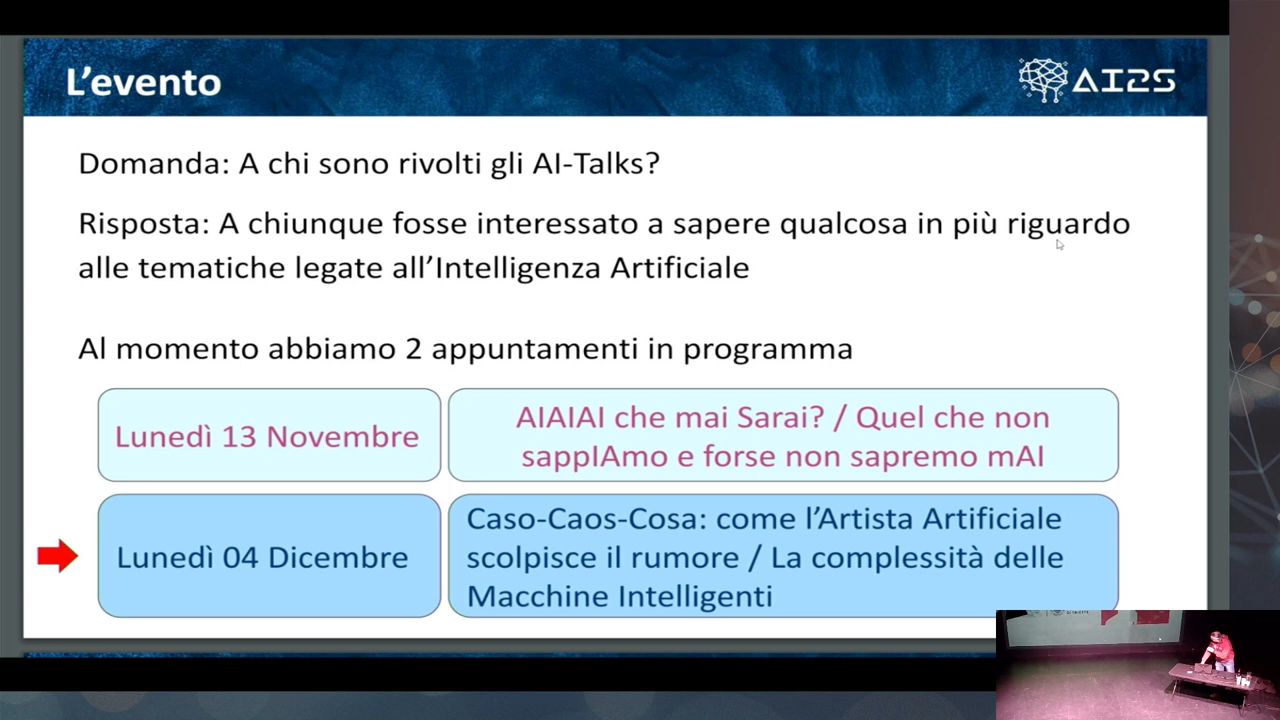 L'evento
AI2S
Domanda: A chi sono rivolti gli AI-Talks?
Risposta: A chiunque fosse interessato a sapere qualcosa in più riguardo
alle tematiche legate all'Intelligenza Artificiale
Al momento abbiamo 2 appuntamenti in programma
Lunedì 13 Novembre
AIAIAI che mai Sarai? / Quel che non
sappIAmo e forse non sapremo mAI
Lunedì 04 Dicembre
Caso-Caos-Cosa: come l'Artista Artificiale
scolpisce il rumore / La complessità delle
Macchine Intelligenti